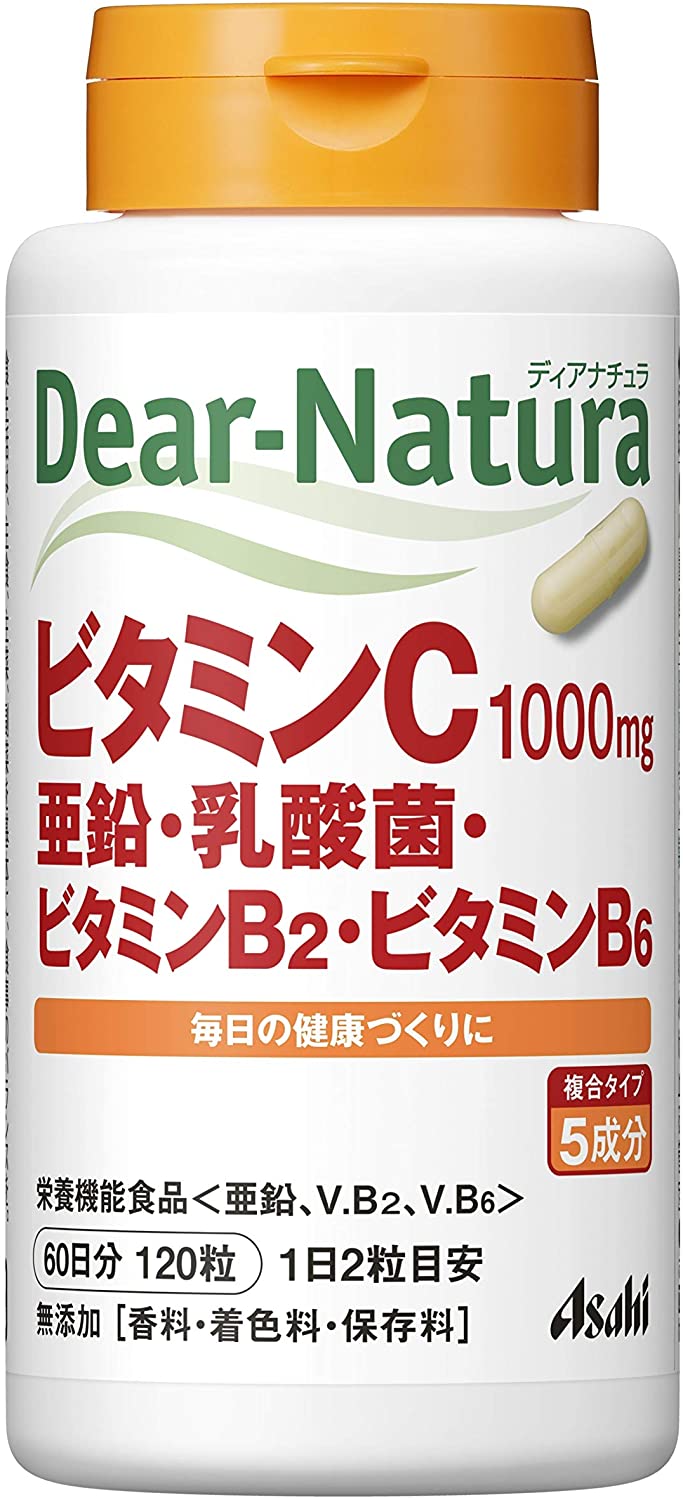 ディアナチュラ
Dear-Natura
ビタミンC 1000mg
亜鉛・乳酸菌・
ビタミンB2・ビタミンB6
毎日の健康づくりに
複合タイプ
5成分
栄養機能食品<亜鉛、V.B2、V.B6>
60日分 120粒 1日2粒目安
無添加[香料・着色料・保存料]
Asahi